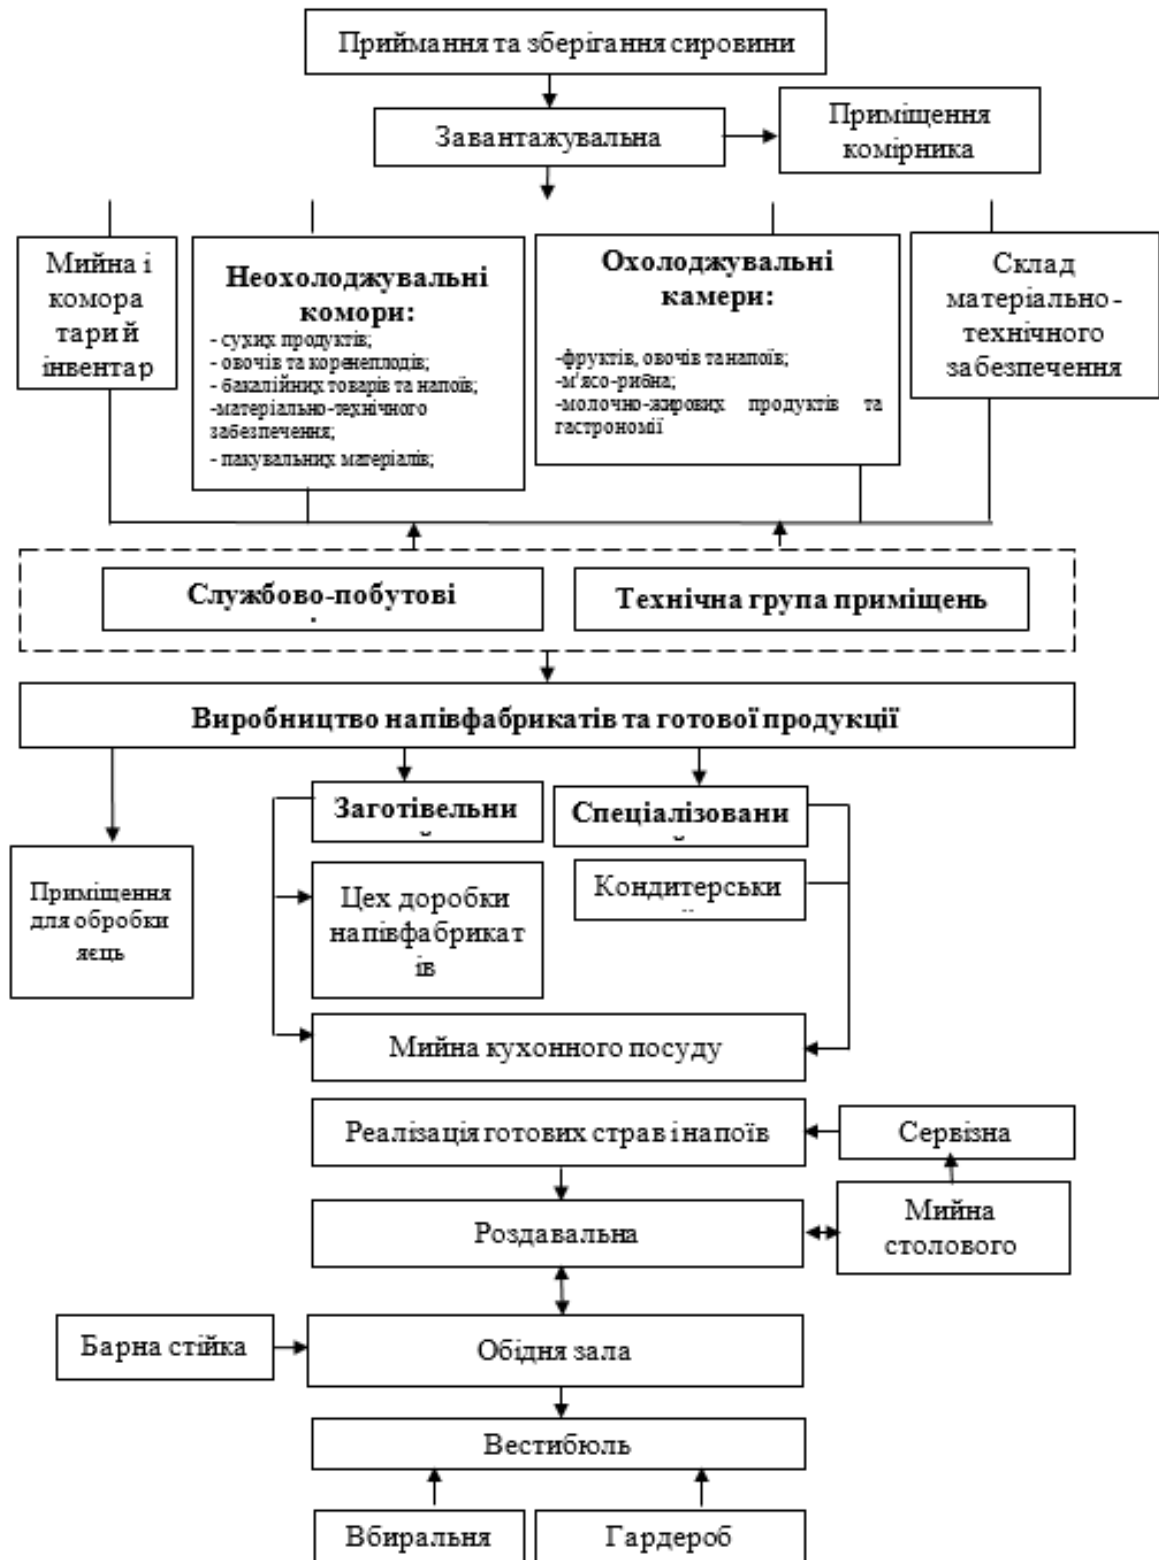 Приймання та зберігання сировини
Завантажувальна
Приміщення
комірника
Мийна і
комора
тари й
інвентар
Неохолоджувальні
комори:
- сухих продуктів;
- овочів та коренеплодів;
- бакалійних товарів та напоїв;
-матеріально-технічного
забезпечення;
- пакувальних матеріалів;
Охолоджувальні
камери:
-фруктів, овочів та напоїв;
-м'ясо-рибна;
-молочно-жирових продуктів та
гастрономії
Склад
матеріально-
технічного
забезпечення
Службово-побутові
Технічна група приміщень
Виробництво напівфабрикатів та готової продукції
Заготівельни
й
Спеціалізовани
й
Приміщення
для обробки
яєць
Цех доробки
напівфабрикат
ів
Кондитерськи
й
Мийна кухонного посуду
Реалізація готових страв і напоїв
Сервізна
Роздавальна
Мийна
столового
Барна стійка
Обідня зала
Вестибюль
Вбиральня
Гардероб